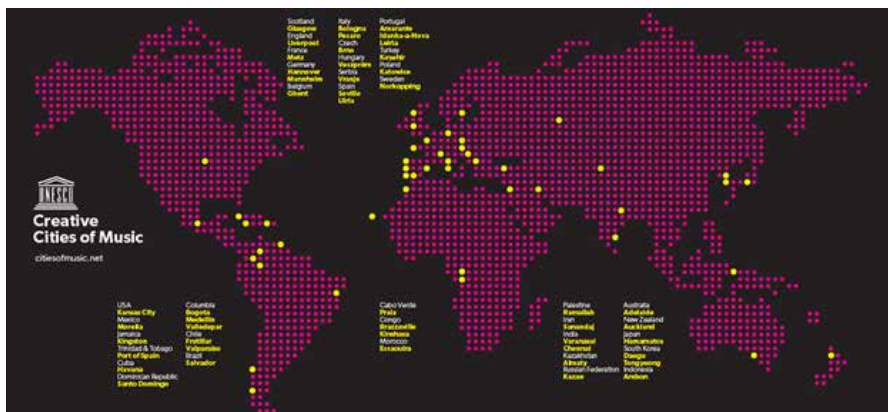 Scotland
Glasgow
England
Liverpool
France
Metz
Germany
Hannover
Mannheim
Belgium
Ghent
Italy
Bologna
Pesaro
Czech
Brno
Hungary
Veszprém
Serbia
Vranje
Spain
Seville
Llíria
Portugal
Amarante
Idanha-a-Nova
Leiria
Turkey
Kırşehir
Poland
Katowice
Sweden
Norrkopping
UNESCO
Creative
Cities of Music
citiesofmusic.net
USA
Kansas City
Mexico
Morelia
Jamaica
Kingston
Trinidad & Tobago
Port of Spain
Cuba
Havana
Dominican Republic
Santo Domingo
Columbia
Bogota
Medellin
Valledupar
Chile
Frutillar
Valparaiso
Brazil
Salvador
Cabo Verde
Praia
Congo
Brazzaville
Kinshasa
Morocco
Essaouira
Palestine
Ramallah
Iran
Sanandaj
India
Varanasi
Chennai
Kazakhstan
Almaty
Russian Federation
Kazan
Australia
Adelaide
New Zealand
Auckland
Japan
Hamamatsu
South Korea
Daegu
Tongyeong
Indonesia
Ambon